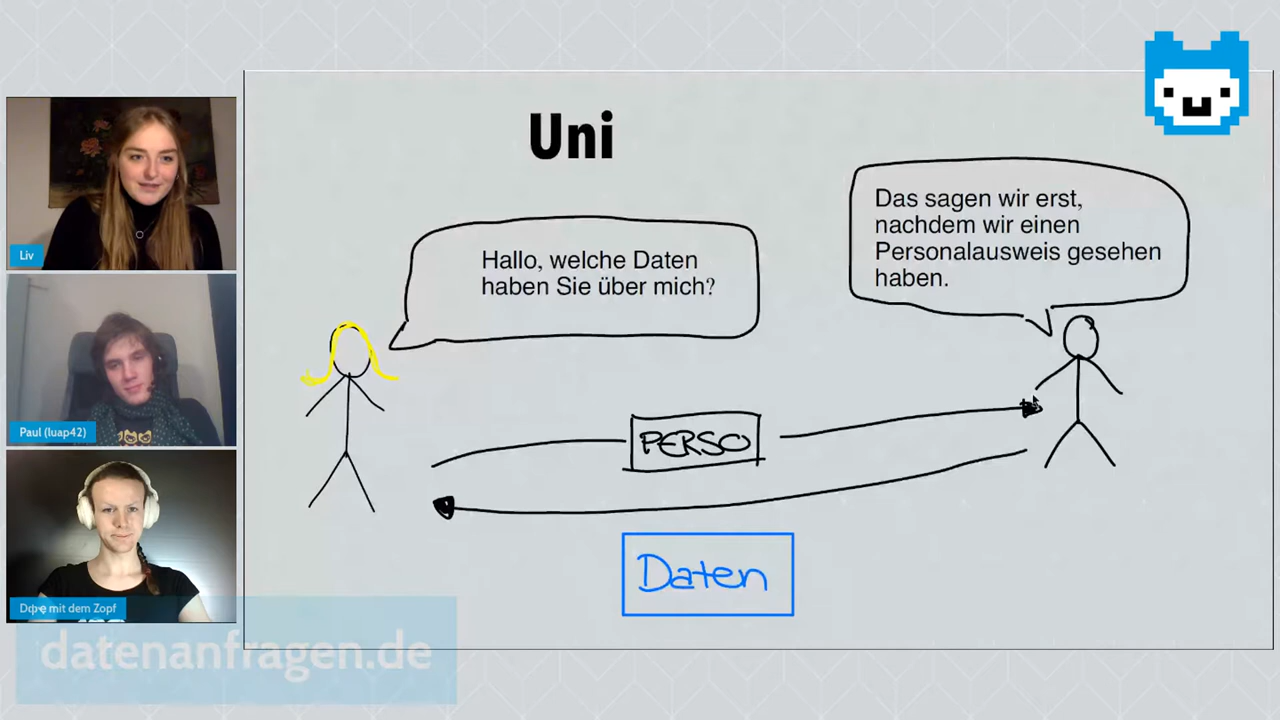 Uni
Das sagen wir erst,
nachdem wir einen
Personalausweis gesehen
haben.
Hallo, welche Daten
haben Sie über mich?
PERSO
Daten
Liv
Paul (luap42)
mit dem Zopf
datenanfragen.de